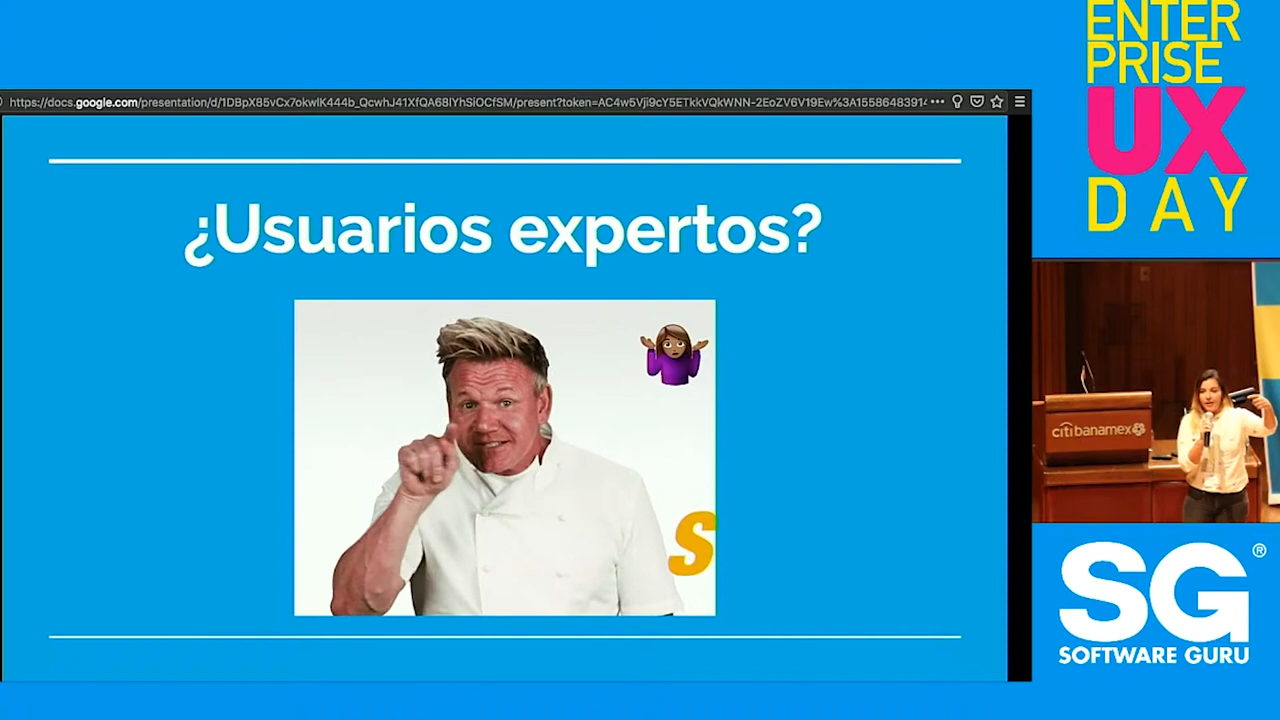 https://docs.google.com/presentation/d/1DBpX85vCx7okwlK444b_QcwhJ41XfQA68lYhSiOCfSM/present?token=AC4w5Vji9cY5ETkkVQkWNN-2EoZV6V19Ew%3A1558648391
¿Usuarios expertos?
S
ENTER
PRISE
UX
DAY
citibanamex
SG®
SOFTWARE GURU